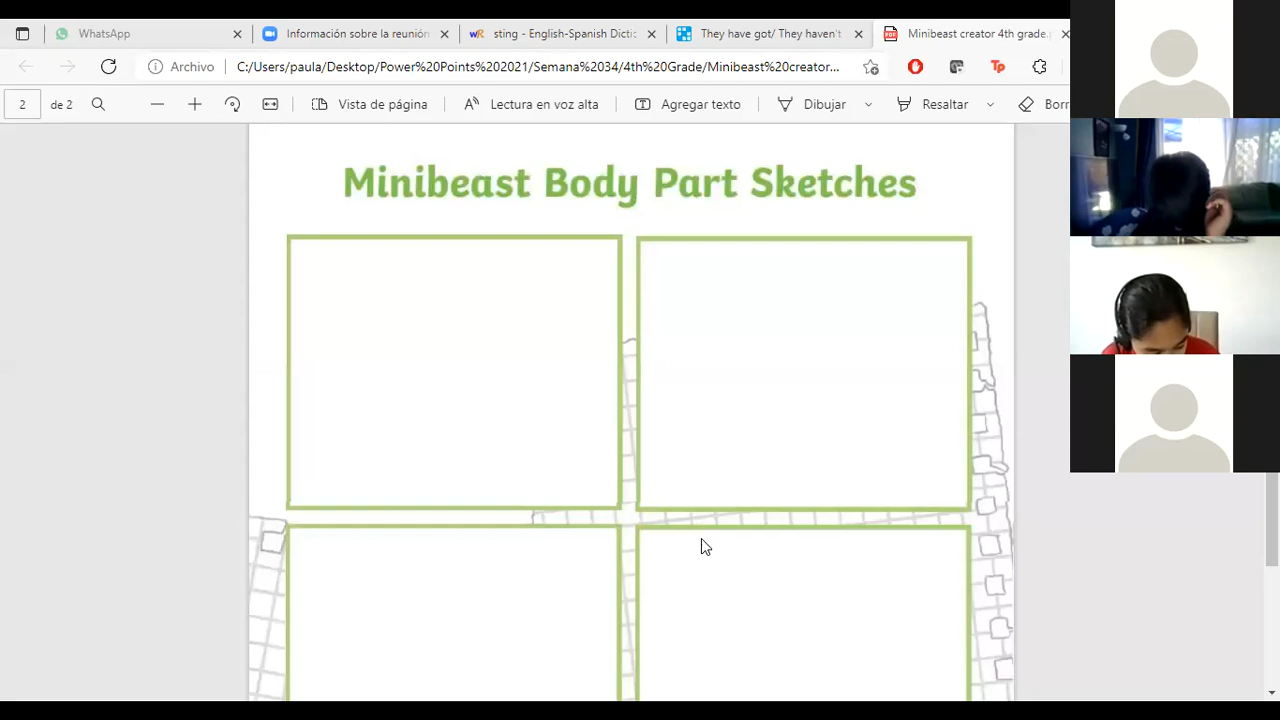 WhatsApp
Información sobre la reunión
sting - English-Spanish Dictic
They have got/ They haven't
Minibeast creator 4th grade.
Archivo
C:/Users/paula/Desktop/Power%20Points%202021/Semana%2034/4th%20Grade/Minibeast%20creator...
2
de 2
Vista de página
Lectura en voz alta
Agregar texto
Dibujar
Resaltar
Borr
Minibeast Body Part Sketches